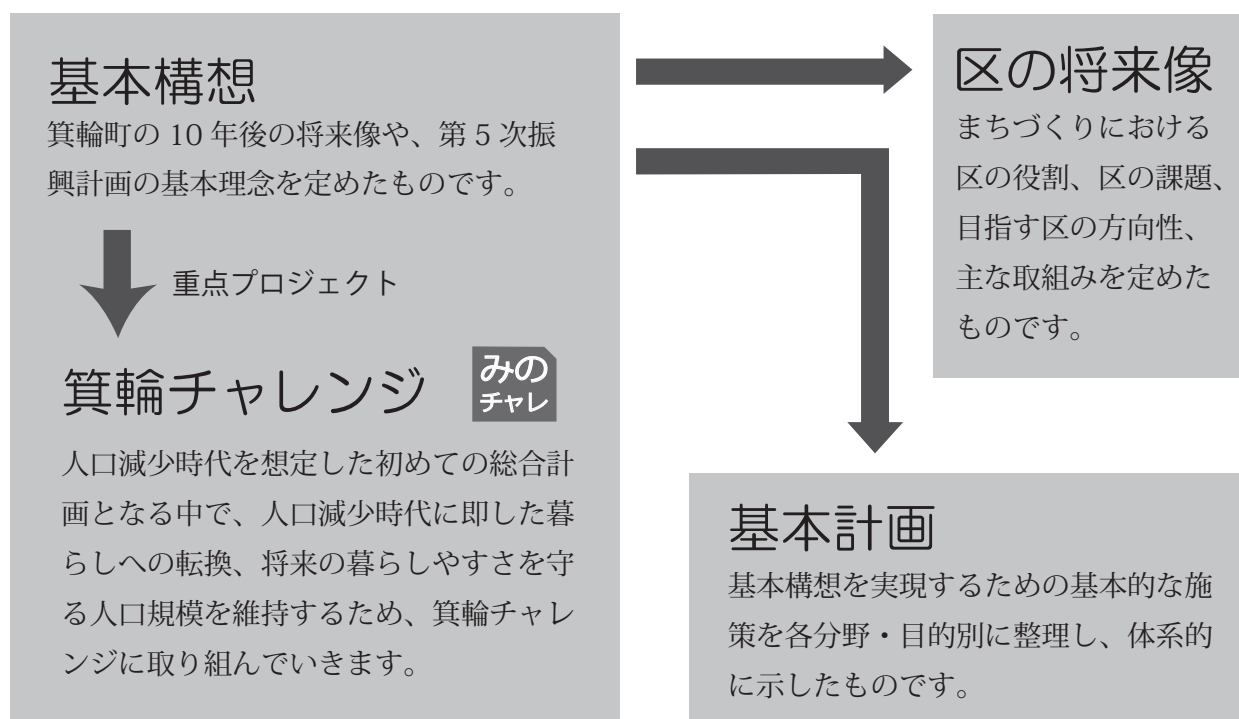 基本構想
箕輪町の 10 年後の将来像や、第 5 次振
興計画の基本理念を定めたものです。
重点プロジェクト
箕輪チャレンジ
みの
チャレ
人口減少時代を想定した初めての総合計
画となる中で、人口減少時代に即した暮
らしへの転換、将来の暮らしやすさを守
る人口規模を維持するため、箕輪チャレ
ンジに取り組んでいきます。
区の将来像
まちづくりにおける
区の役割、区の課題、
目指す区の方向性、
主な取組みを定めた
ものです。
基本計画
基本構想を実現するための基本的な施
策を各分野・目的別に整理し、体系的
に示したものです。